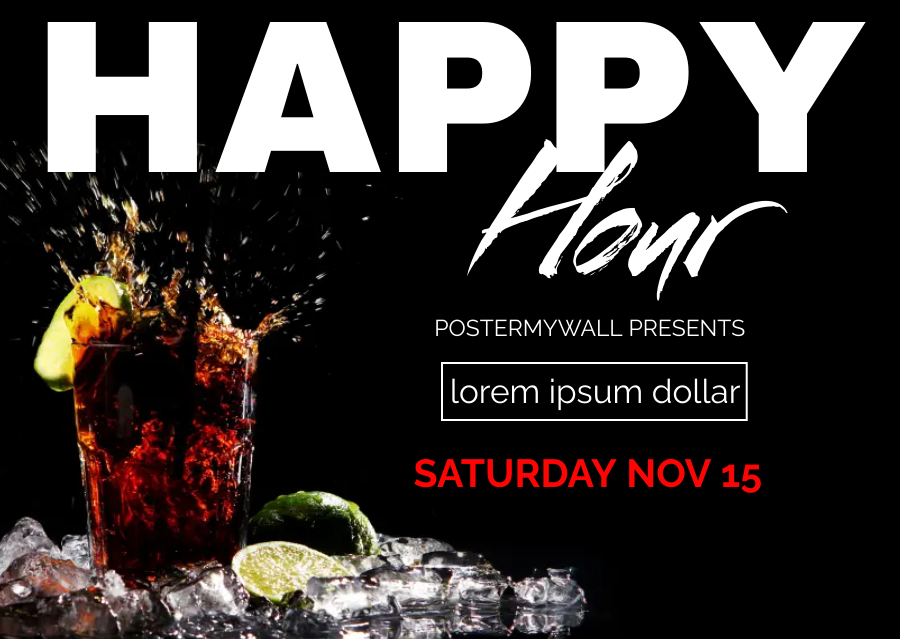 HAPPY
Hour
POSTERMYWALL PRESENTS
lorem ipsum dollar
SATURDAY NOV 15